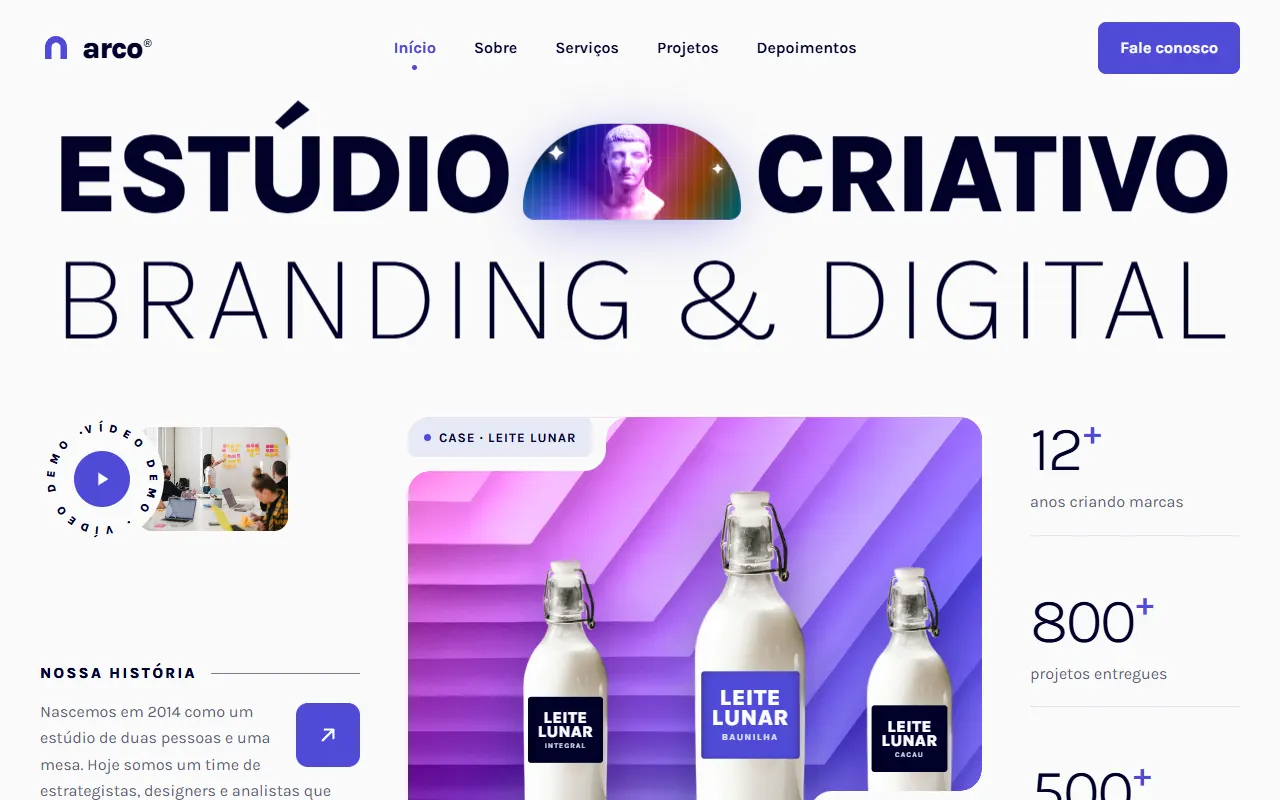 arco®
Início Sobre Serviços Projetos Depoimentos
Fale conosco
ESTÚDIO CRIATIVO
BRANDING & DIGITAL
VÍDEO DEMO · VÍDEO DEMO ·
CASE · LEITE LUNAR
LEITE
LUNAR
INTEGRAL
LEITE
LUNAR
BAUNILHA
LEITE
LUNAR
CACAU
12+
anos criando marcas
800+
projetos entregues
500+
NOSSA HISTÓRIA
Nascemos em 2014 como um
estúdio de duas pessoas e uma
mesa. Hoje somos um time de
estrategistas, designers e analistas que